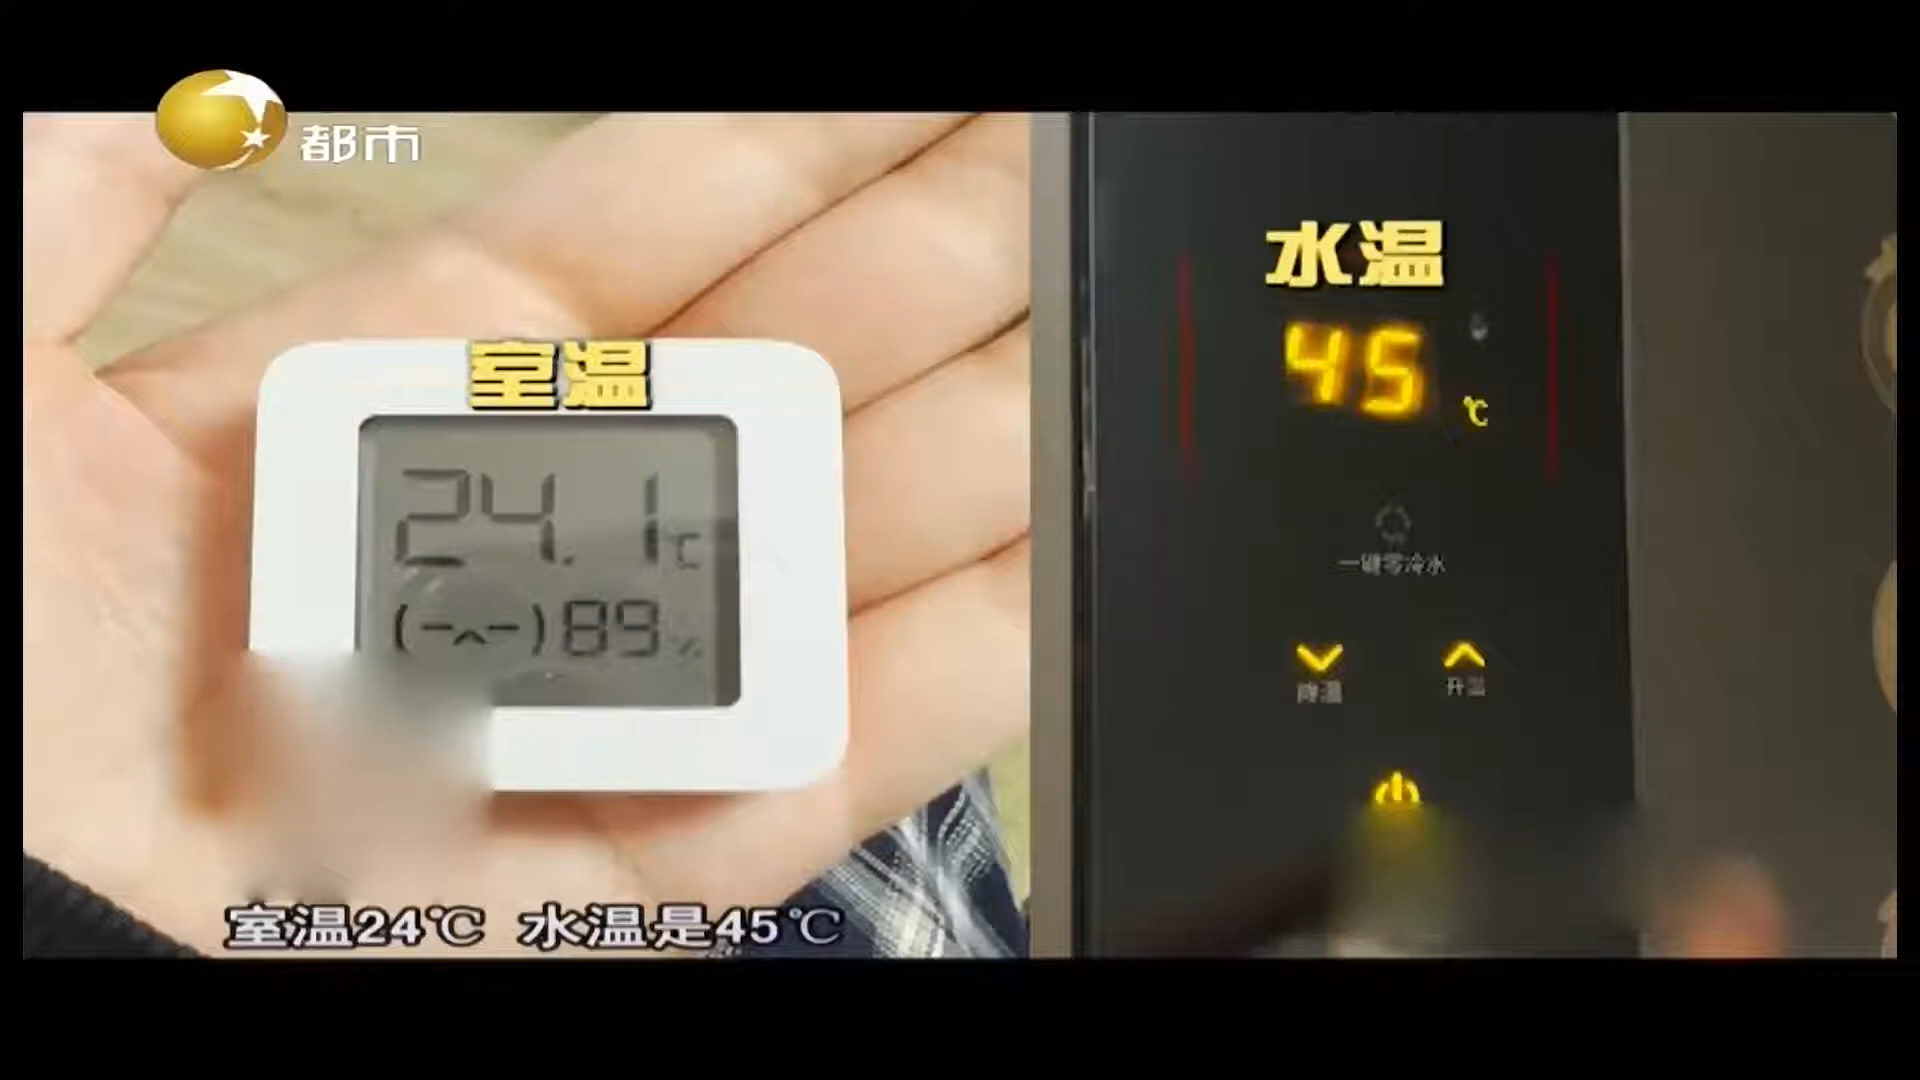 都市
室温
24.1℃
(-^-)89%
水温
45
℃
一键零冷水
降温
升温
室温24℃ 水温是45℃